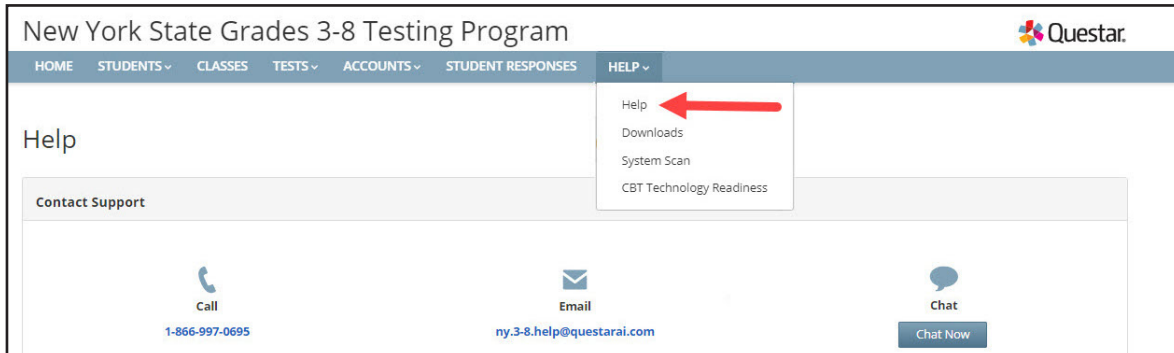 New York State Grades 3-8 Testing Program
Questar.
HOME STUDENTS CLASSES TESTS ACCOUNTS STUDENT RESPONSES HELP
Help
Downloads
System Scan
CBT Technology Readiness
Help
Contact Support
Call Email Chat
1-866-997-0695 ny.3-8.help@questarai.com Chat Now